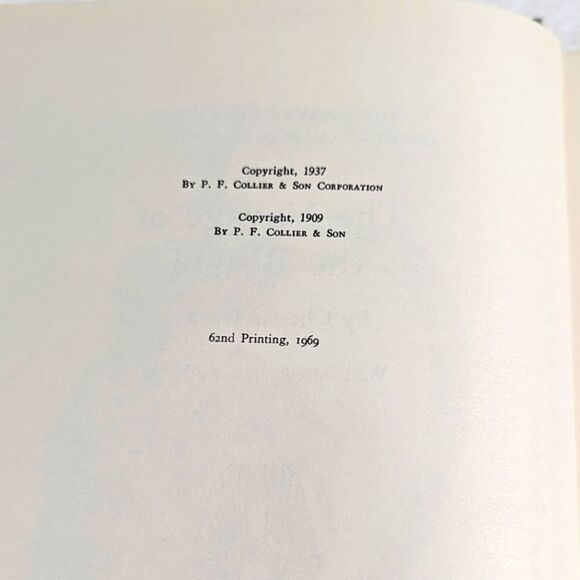 Copyright, 1937
By P. F. Collier & Son Corporation
Copyright, 1909
By P. F. Collier & Son
62nd Printing, 1969